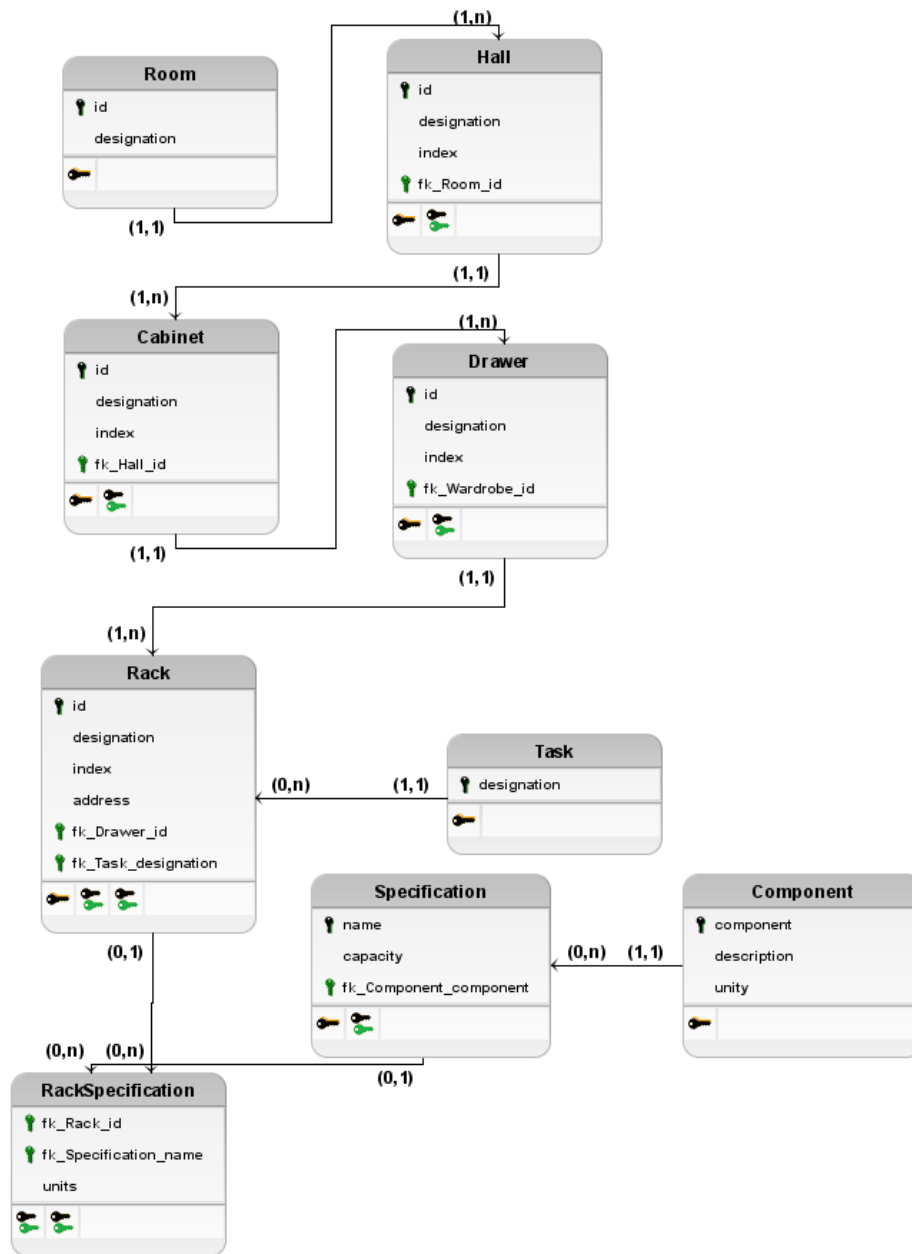 (1,n)
Hall
Room
id
id
designation
designation
index
fk_Room_id
(1,1)
(1,1)
(1,n)
(1,n)
Cabinet
Drawer
id
id
designation
designation
index
index
fk_Hall_id
fk_Wardrobe_id
(1,1)
(1,1)
(1,n)
Rack
id
designation
index
address
fk_Drawer_id
fk_Task_designation
(0,n)
(1,1)
Task
designation
(0,1)
Specification
name
capacity
fk_Component_component
(0,n)
(1,1)
Component
component
description
unity
(0,n)
(0,n)
(0,1)
RackSpecification
fk_Rack_id
fk_Specification_name
units